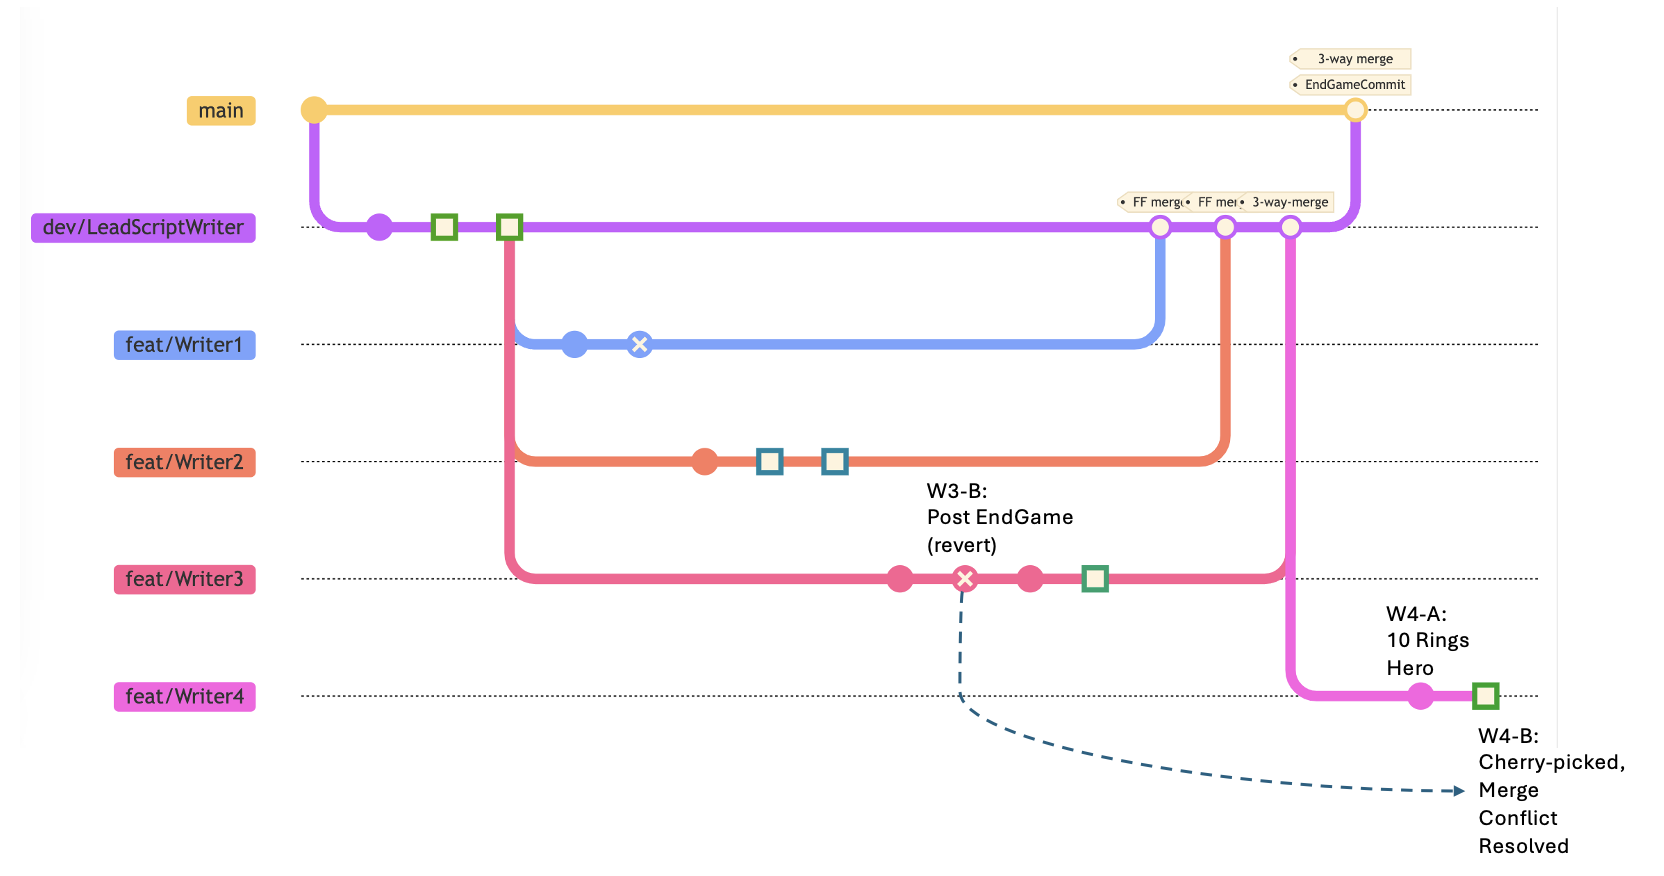 3-way merge
EndGameCommit
main
FF merge
FF mer
3-way-merge
dev/LeadScriptWriter
feat/Writer1
feat/Writer2
W3-B:
Post EndGame
(revert)
feat/Writer3
W4-A:
10 Rings
Hero
feat/Writer4
W4-B:
Cherry-picked,
Merge
Conflict
Resolved